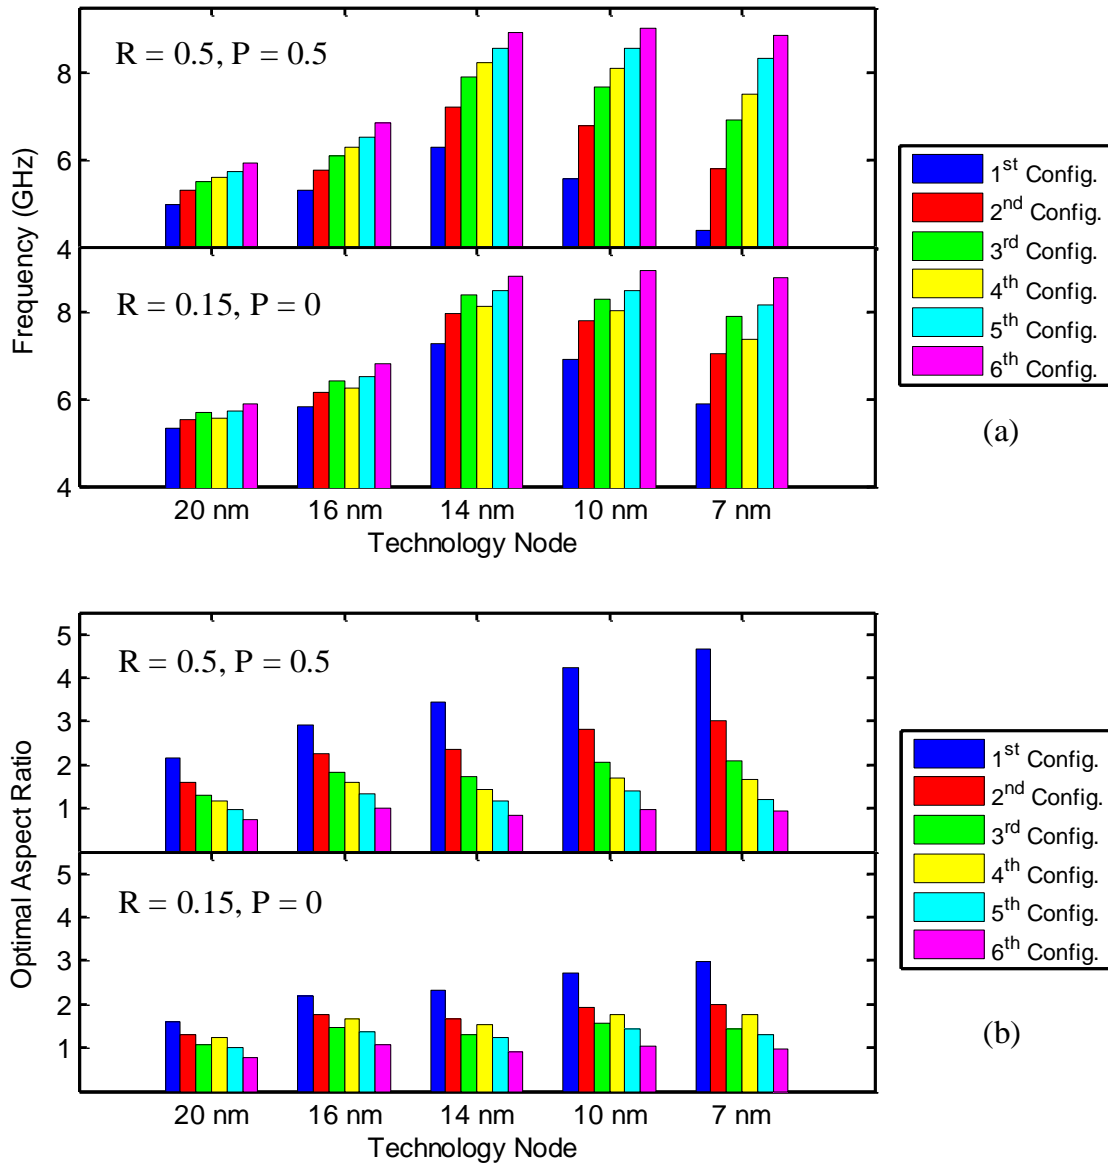 R = 0.5, P = 0.5
8
6
4
Frequency (GHz)
R = 0.15, P = 0
8
6
4
20 nm 16 nm 14 nm 10 nm 7 nm
Technology Node
1st Config.
2nd Config.
3rd Config.
4th Config.
5th Config.
6th Config.
(a)
R = 0.5, P = 0.5
5
4
3
2
1
Optimal Aspect Ratio
R = 0.15, P = 0
5
4
3
2
1
20 nm 16 nm 14 nm 10 nm 7 nm
Technology Node
1st Config.
2nd Config.
3rd Config.
4th Config.
5th Config.
6th Config.
(b)